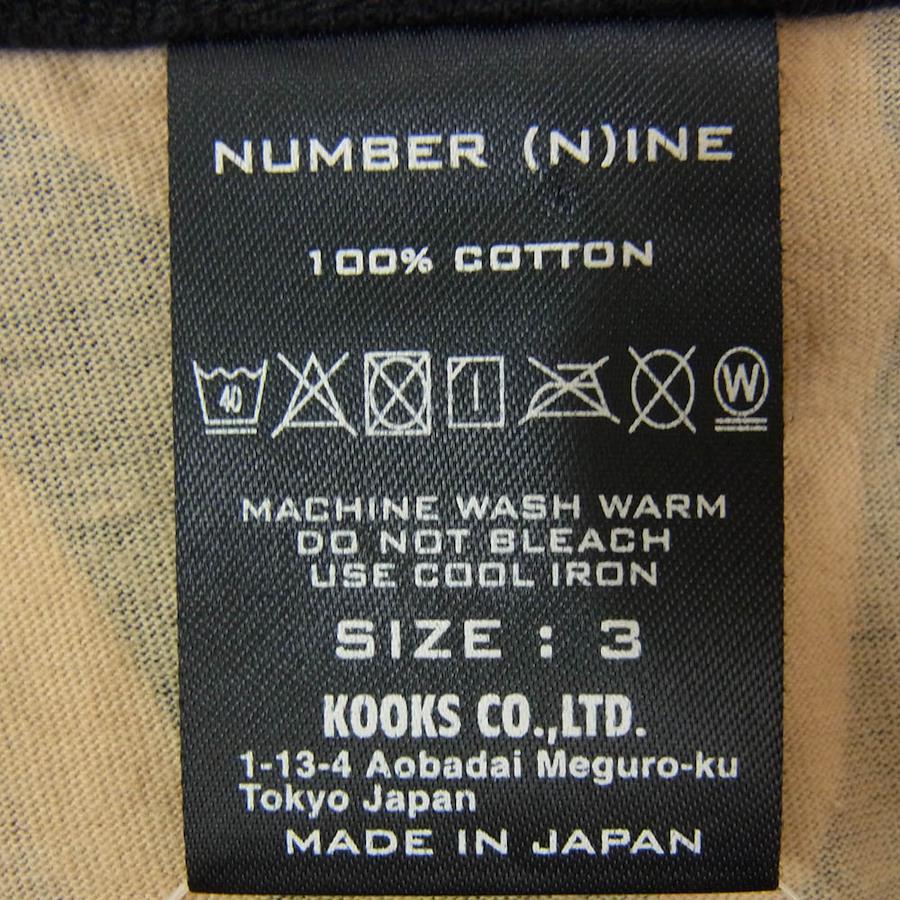 NUMBER (N)INE
100% COTTON
40 W
MACHINE WASH WARM
DO NOT BLEACH
USE COOL IRON
SIZE : 3
KOOKS CO.,LTD.
1-13-4 Aobadai Meguro-ku
Tokyo Japan
MADE IN JAPAN